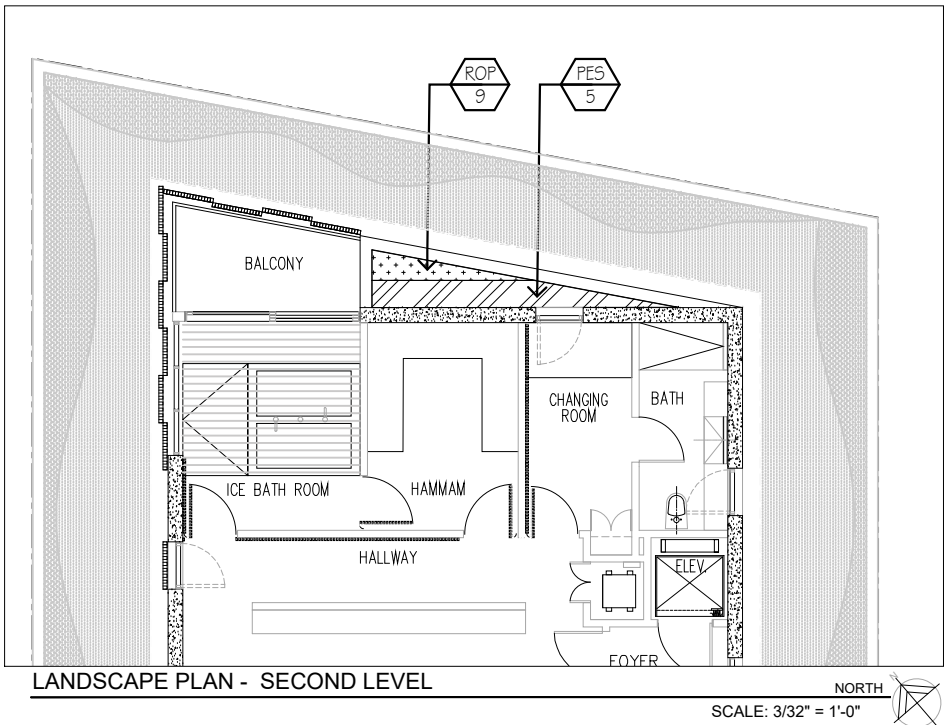 ROP
9
PES
5
BALCONY
CHANGING
ROOM
BATH
ICE BATH ROOM
HAMMAM
HALLWAY
ELEV.
FOYER
LANDSCAPE PLAN - SECOND LEVEL
NORTH
SCALE: 3/32" = 1'-0"